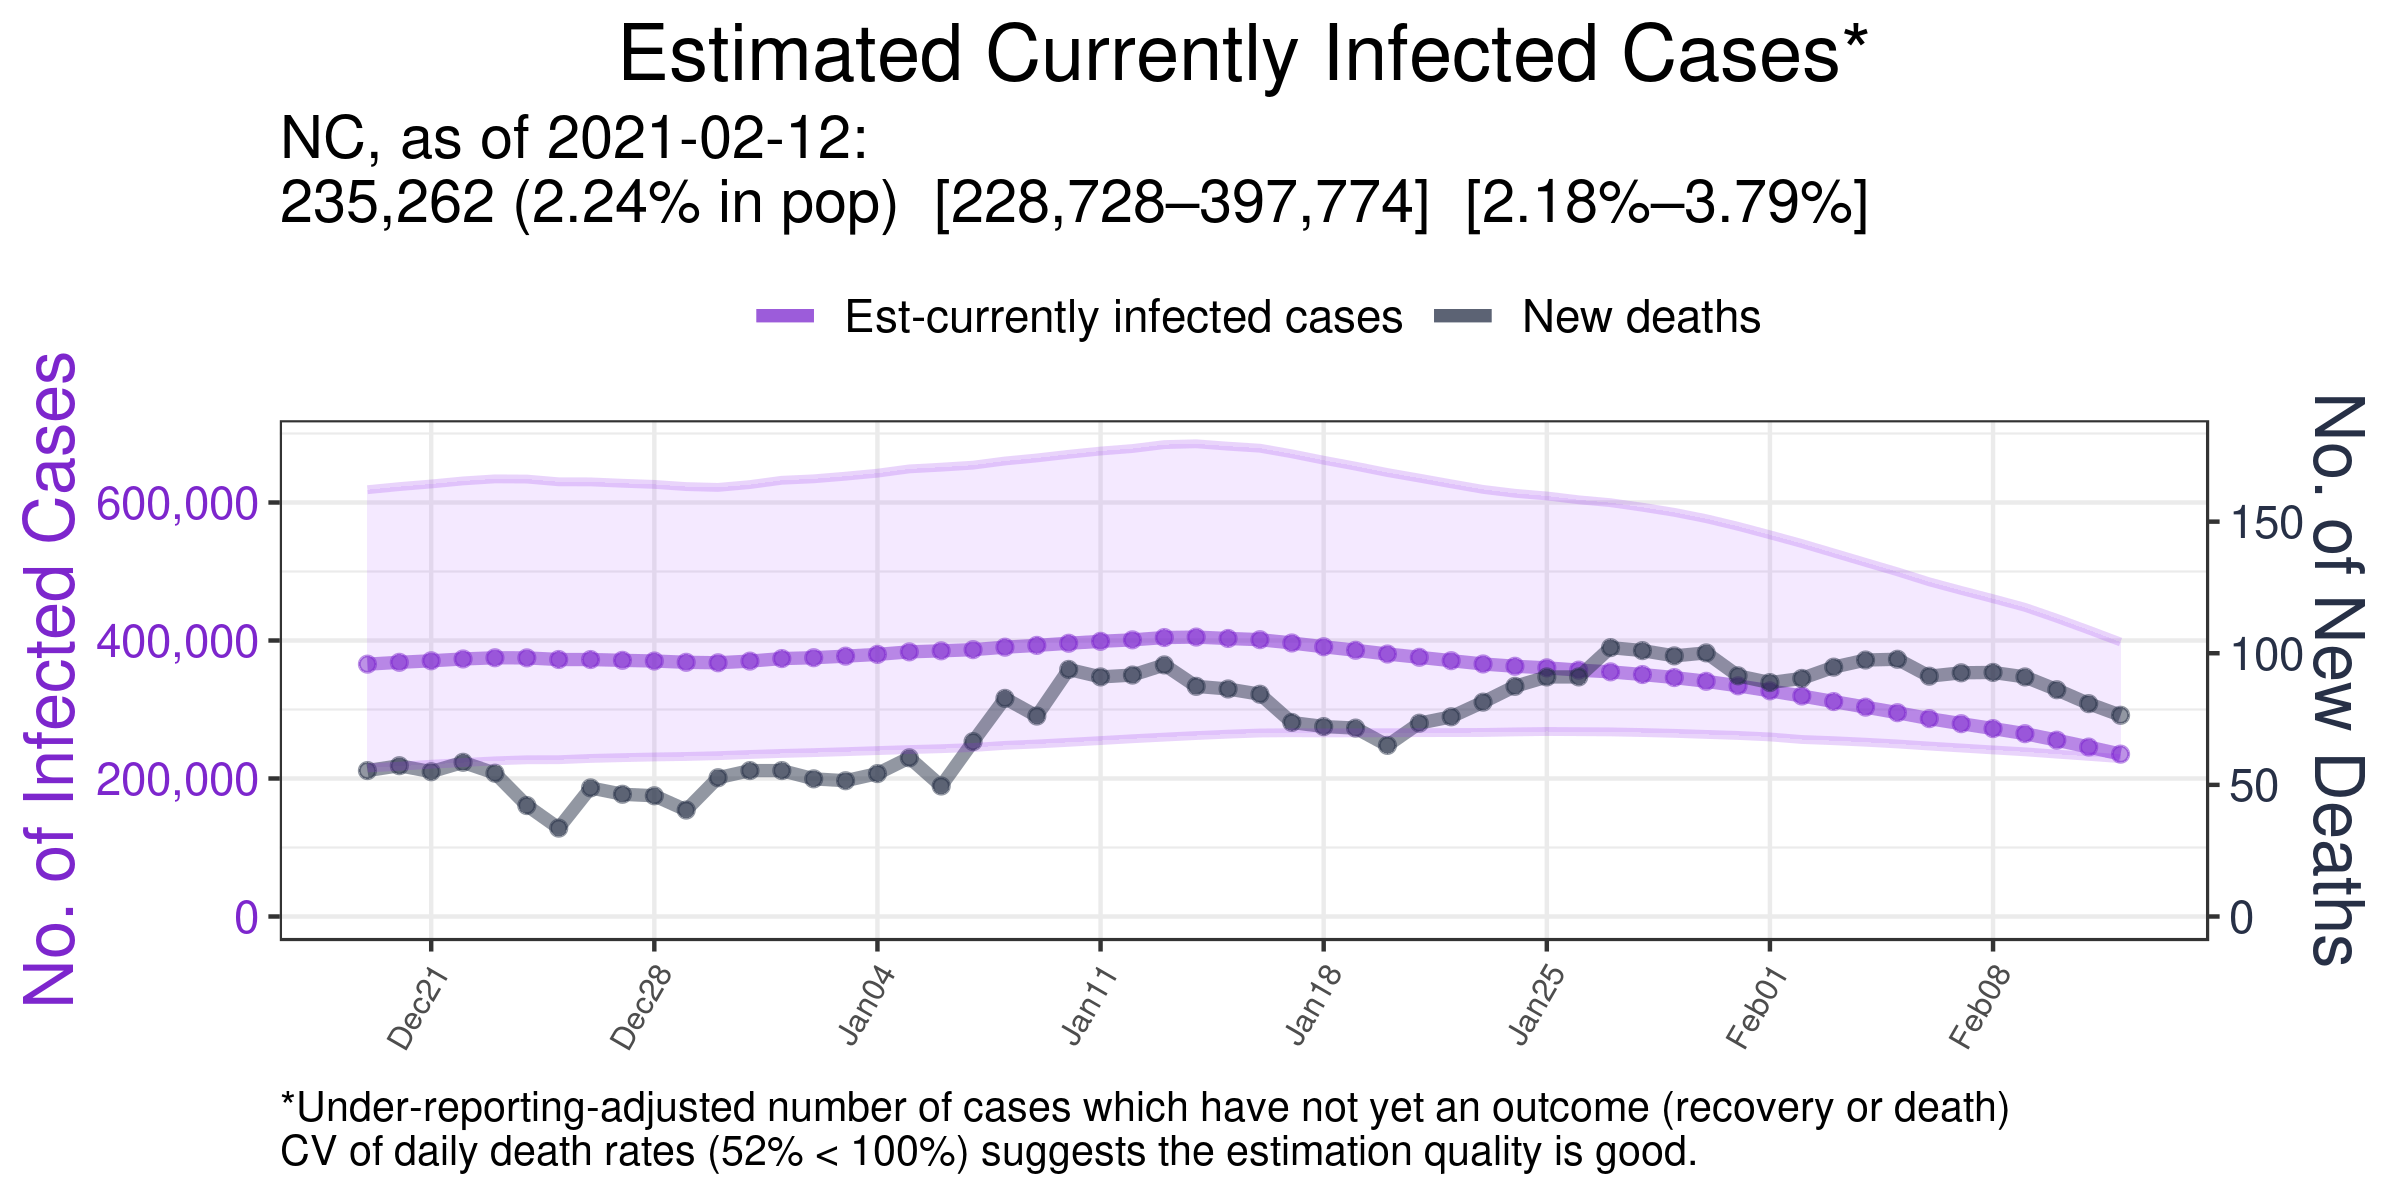 Estimated Currently Infected Cases*
NC, as of 2021-02-12:
235,262 (2.24% in pop)  [228,728–397,774]  [2.18%–3.79%]
Est-currently infected cases
New deaths
No. of Infected Cases
600,000
400,000
200,000
0
150
100
50
0
No. of New Deaths
Dec21
Dec28
Jan04
Jan11
Jan18
Jan25
Feb01
Feb08
*Under-reporting-adjusted number of cases which have not yet an outcome (recovery or death)
CV of daily death rates (52% < 100%) suggests the estimation quality is good.